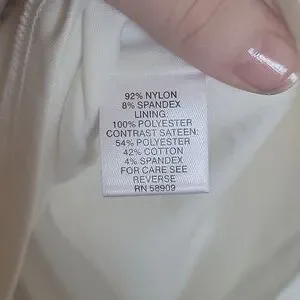 92% NYLON
8% SPANDEX
LINING:
100% POLYESTER
CONTRAST SATEEN:
54% POLYESTER
42% COTTON
4% SPANDEX
FOR CARE SEE
REVERSE
RN 58909